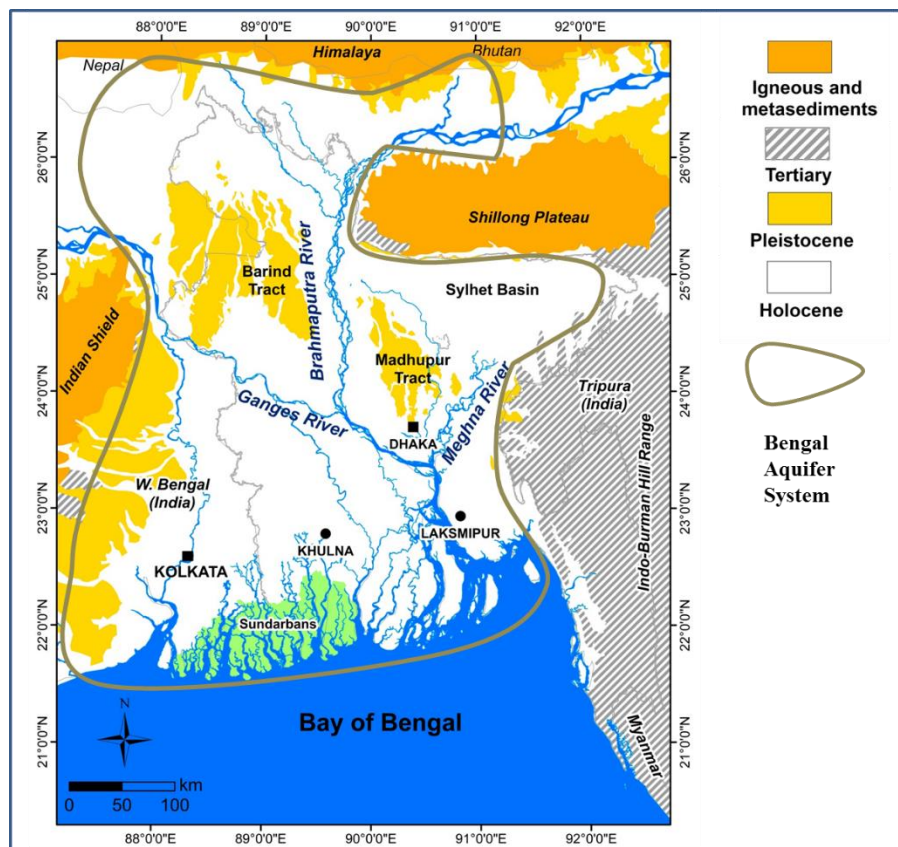 88°0'0"E 89°0'0"E 90°0'0"E 91°0'0"E 92°0'0"E
Nepal
Himalaya
Bhutan
26°0'0"N
26°0'0"N
Shillong Plateau
25°0'0"N
25°0'0"N
Barind
Tract
Brahmaputra River
Sylhet Basin
Indian Shield
Madhupur
Tract
24°0'0"N
24°0'0"N
Ganges River
Meghna River
Tripura
(India)
DHAKA
W. Bengal
(India)
23°0'0"N
23°0'0"N
KHULNA
LAKSMIPUR
Indo-Burman Hill Range
KOLKATA
Sundarbans
22°0'0"N
22°0'0"N
Bay of Bengal
Myanmar
21°0'0"N
21°0'0"N
N
km
0 50 100
88°0'0"E 89°0'0"E 90°0'0"E 91°0'0"E 92°0'0"E
Igneous and
metasediments
Tertiary
Pleistocene
Holocene
Bengal
Aquifer
System